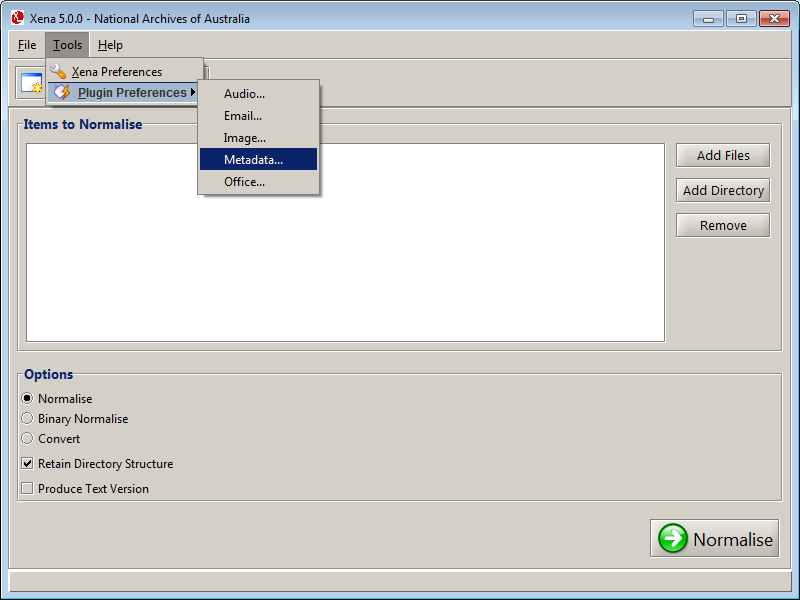 Xena 5.0.0 - National Archives of Australia
File Tools Help
Xena Preferences
Plugin Preferences
Audio...
Email...
Image...
Metadata...
Office...
Items to Normalise
Add Files
Add Directory
Remove
Options
Normalise
Binary Normalise
Convert
Retain Directory Structure
Produce Text Version
Normalise